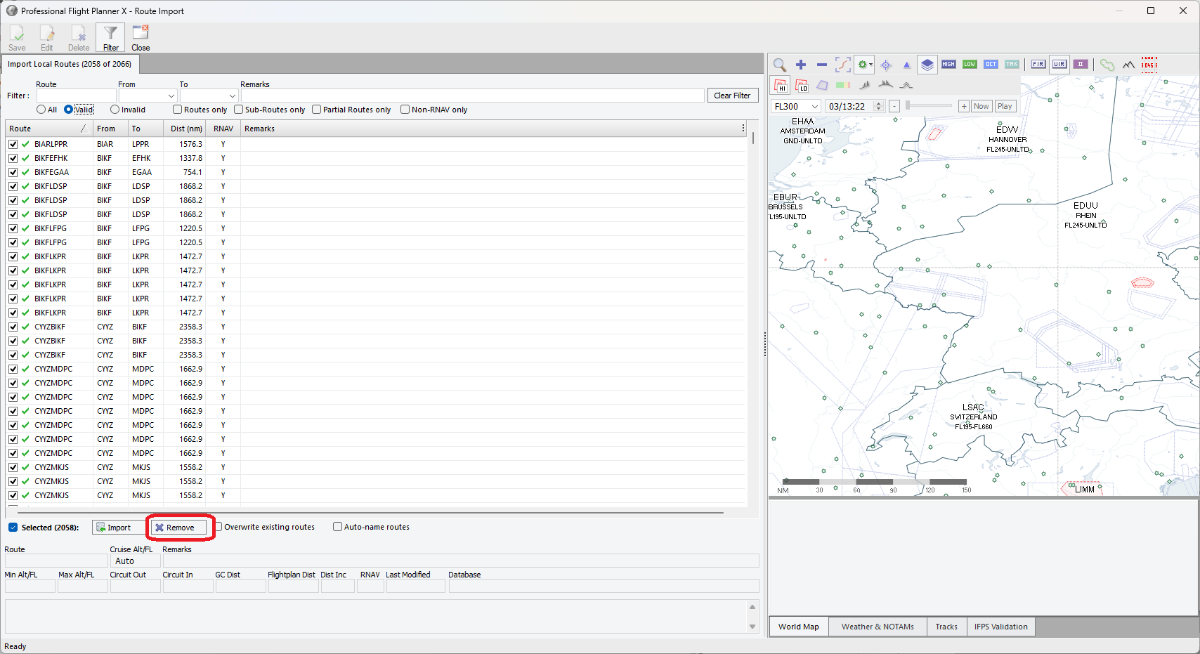 Professional Flight Planner X - Route Import
Save Edit Delete Filter Close
Import Local Routes (2058 of 2066)
Route From To Remarks
Filter : Clear Filter
All Valid Invalid Routes only Sub-Routes only Partial Routes only Non-RNAV only
Route From To Dist (nm) RNAV Remarks
BIARLPPR BIAR LPPR 1576.3 Y
BIKFEFHK BIKF EFHK 1337.8 Y
BIKFEGAA BIKF EGAA 754.1 Y
BIKFLDSP BIKF LDSP 1868.2 Y
BIKFLDSP BIKF LDSP 1868.2 Y
BIKFLDSP BIKF LDSP 1868.2 Y
BIKFLFPG BIKF LFPG 1220.5 Y
BIKFLFPG BIKF LFPG 1220.5 Y
BIKFLKPR BIKF LKPR 1472.7 Y
BIKFLKPR BIKF LKPR 1472.7 Y
BIKFLKPR BIKF LKPR 1472.7 Y
BIKFLKPR BIKF LKPR 1472.7 Y
BIKFLKPR BIKF LKPR 1472.7 Y
CYYZBIKF CYYZ BIKF 2358.3 Y
CYYZBIKF CYYZ BIKF 2358.3 Y
CYYZBIKF CYYZ BIKF 2358.3 Y
CYYZMDPC CYYZ MDPC 1662.9 Y
CYYZMDPC CYYZ MDPC 1662.9 Y
CYYZMDPC CYYZ MDPC 1662.9 Y
CYYZMDPC CYYZ MDPC 1662.9 Y
CYYZMDPC CYYZ MDPC 1662.9 Y
CYYZMDPC CYYZ MDPC 1662.9 Y
CYYZMDPC CYYZ MDPC 1662.9 Y
CYYZMKJS CYYZ MKJS 1558.2 Y
CYYZMKJS CYYZ MKJS 1558.2 Y
CYYZMKJS CYYZ MKJS 1558.2 Y
Selected (2058): Import Remove Overwrite existing routes Auto-name routes
Route Cruise Alt/FL Remarks
Auto
Min Alt/FL Max Alt/FL Circuit Out Circuit In GC Dist Flightplan Dist Dist Inc RNAV Last Modified Database
Ready
HIGH LOW OCT FIR UIR
HI LO
FL300 03/13:22 - + Now Play
EHAA
AMSTERDAM
GND-UNLTD
EDVV
HANNOVER
FL245-UNLTD
EBUR
BRUSSELS
FL195-UNLTD
EDUU
RHEIN
FL245-UNLTD
LSAC
SWITZERLAND
FL195-FL660
LIMM
NM 30 60 90 120 150
World Map Weather & NOTAMs Tracks IFPS Validation